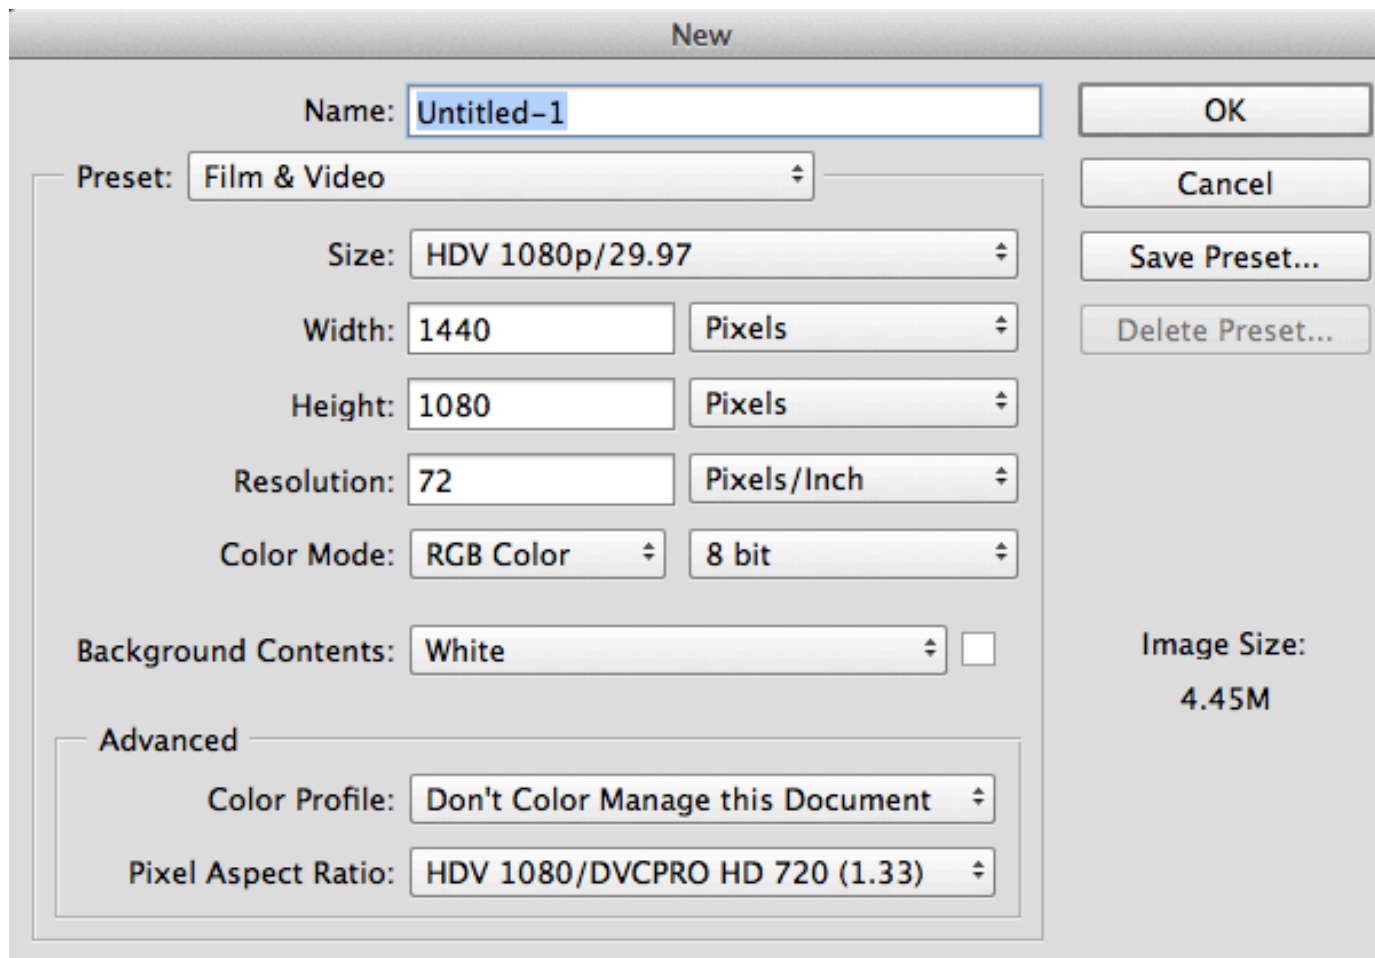 New
Name: Untitled-1
OK
Preset: Film & Video
Cancel
Size: HDV 1080p/29.97
Save Preset...
Width: 1440 Pixels
Delete Preset...
Height: 1080 Pixels
Resolution: 72 Pixels/Inch
Color Mode: RGB Color 8 bit
Background Contents: White
Image Size:
4.45M
Advanced
Color Profile: Don't Color Manage this Document
Pixel Aspect Ratio: HDV 1080/DVCPRO HD 720 (1.33)